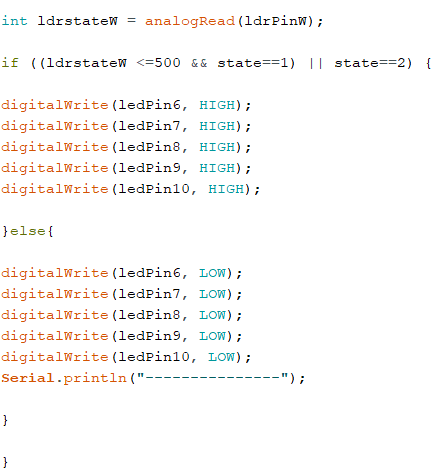 int ldrstateW = analogRead(ldrPinW);
if ((ldrstateW <=500 && state==1) || state==2) {
digitalWrite(ledPin6, HIGH);
digitalWrite(ledPin7, HIGH);
digitalWrite(ledPin8, HIGH);
digitalWrite(ledPin9, HIGH);
digitalWrite(ledPin10, HIGH);
}else{
digitalWrite(ledPin6, LOW);
digitalWrite(ledPin7, LOW);
digitalWrite(ledPin8, LOW);
digitalWrite(ledPin9, LOW);
digitalWrite(ledPin10, LOW);
Serial.println("---------------");
}
}